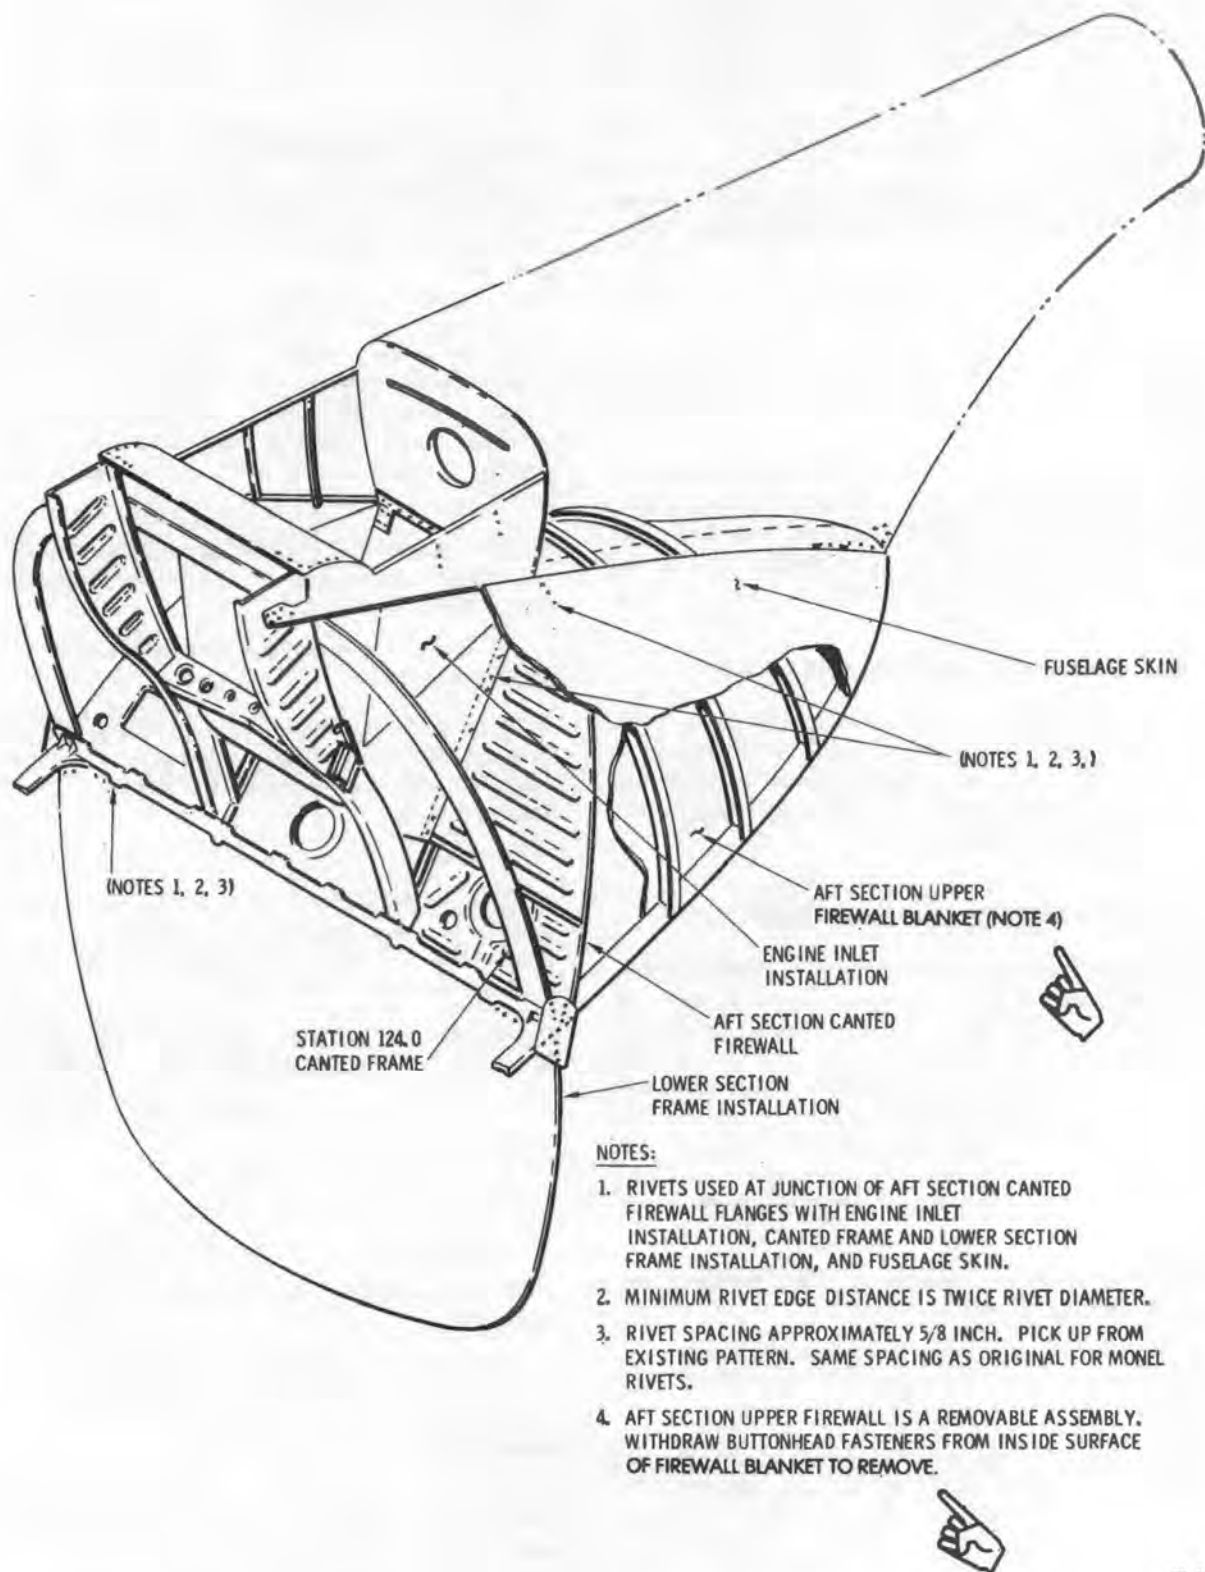 FUSELAGE SKIN
(NOTES 1, 2, 3,)
(NOTES 1, 2, 3)
AFT SECTION UPPER
FIREWALL BLANKET (NOTE 4)
ENGINE INLET
INSTALLATION
AFT SECTION CANTED
FIREWALL
STATION 124.0
CANTED FRAME
LOWER SECTION
FRAME INSTALLATION
NOTES:
1. RIVETS USED AT JUNCTION OF AFT SECTION CANTED
FIREWALL FLANGES WITH ENGINE INLET
INSTALLATION, CANTED FRAME AND LOWER SECTION
FRAME INSTALLATION, AND FUSELAGE SKIN.
2. MINIMUM RIVET EDGE DISTANCE IS TWICE RIVET DIAMETER.
3. RIVET SPACING APPROXIMATELY 5/8 INCH. PICK UP FROM
EXISTING PATTERN. SAME SPACING AS ORIGINAL FOR MONEL
RIVETS.
4. AFT SECTION UPPER FIREWALL IS A REMOVABLE ASSEMBLY.
WITHDRAW BUTTONHEAD FASTENERS FROM INSIDE SURFACE
OF FIREWALL BLANKET TO REMOVE.